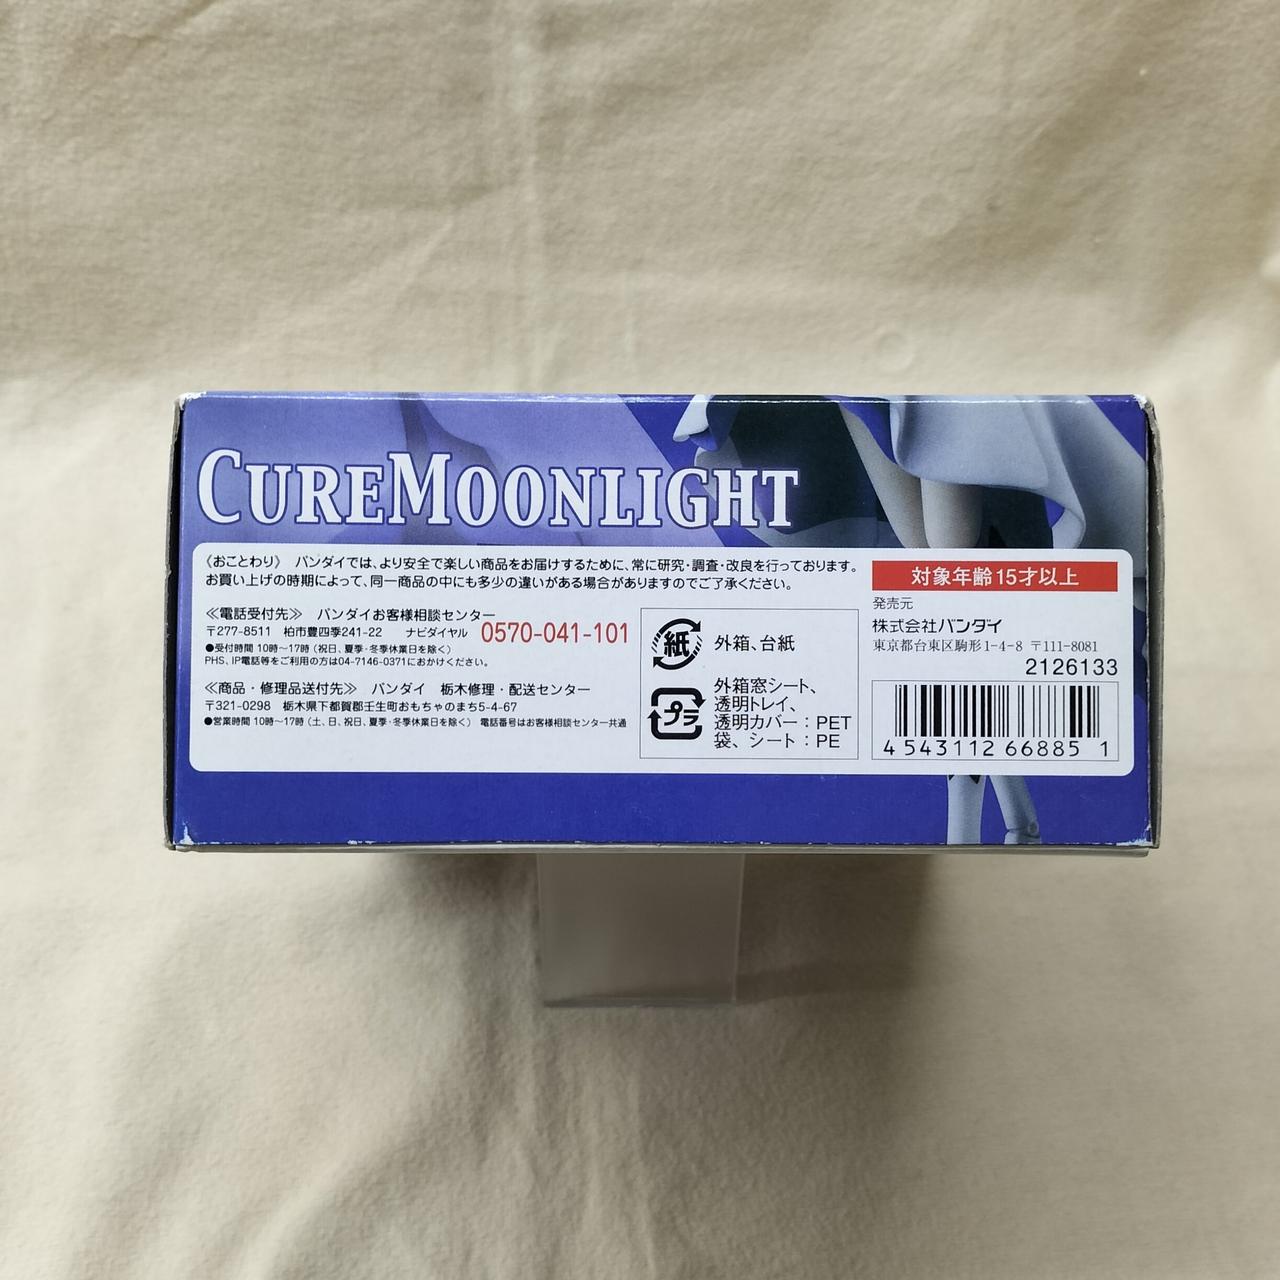 CUREMOONLIGHT
《おことわり》 バンダイでは、より安全で楽しい商品をお届けするために、常に研究・調査・改良を行っております。
お買い上げの時期によって、同一商品の中にも多少の違いがある場合がありますのでご了承ください。
≪電話受付先≫ バンダイお客様相談センター
〒277-8511 柏市豊四季241-22 ナビダイヤル 0570-041-101
●受付時間 10時〜17時（祝日、夏季・冬季休業日を除く）
PHS、IP電話等をご利用の方は04-7146-0371におかけください。
≪商品・修理品送付先≫ バンダイ 栃木修理・配送センター
〒321-0298 栃木県下都賀郡壬生町おもちゃのまち5-4-67
●営業時間 10時〜17時（土、日、祝日、夏季・冬季休業日を除く） 電話番号はお客様相談センター共通
紙 外箱、台紙
プラ
外箱窓シート、
透明トレイ、
透明カバー：PET
袋、シート：PE
対象年齢15才以上
発売元
株式会社バンダイ
東京都台東区駒形1-4-8 〒111-8081
2126133
4 543112 668851